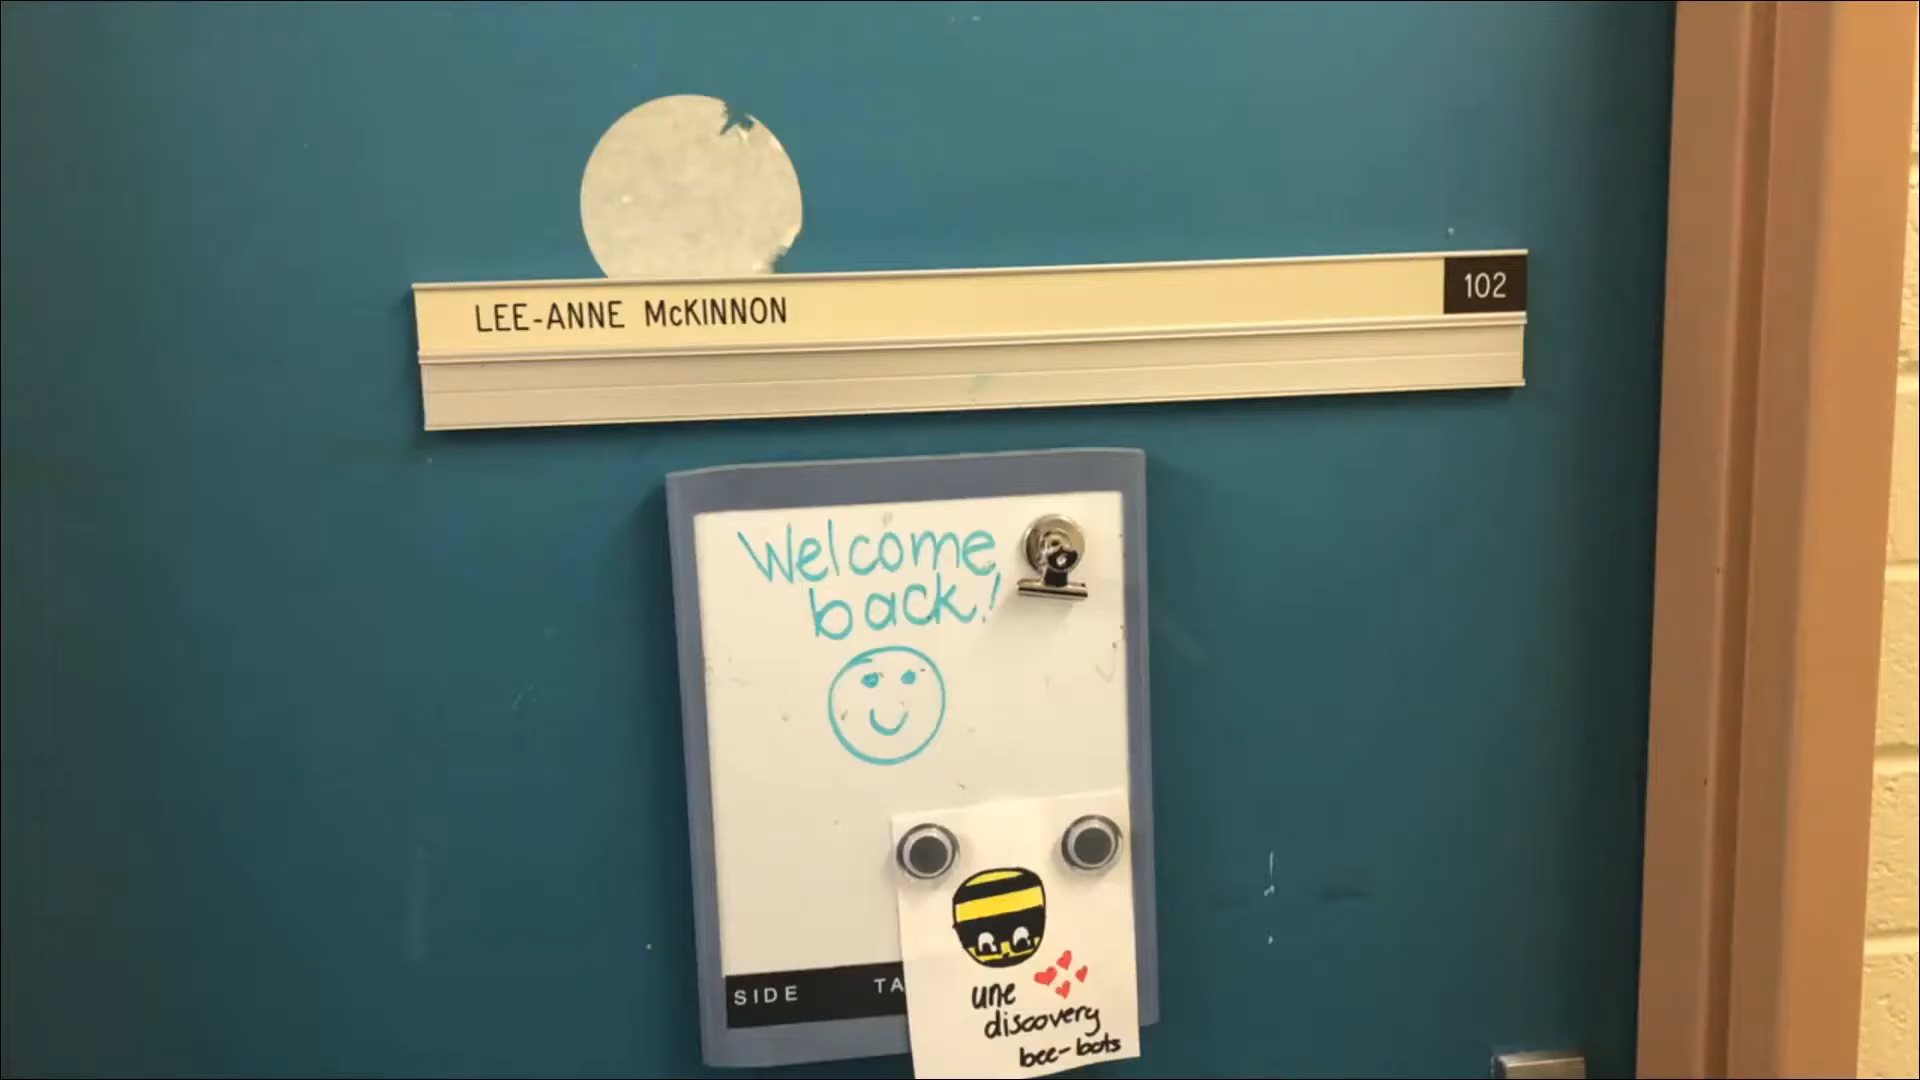 LEE-ANNE McKINNON 102
Welcome
back!
SIDE
une
discovery
bee-bots